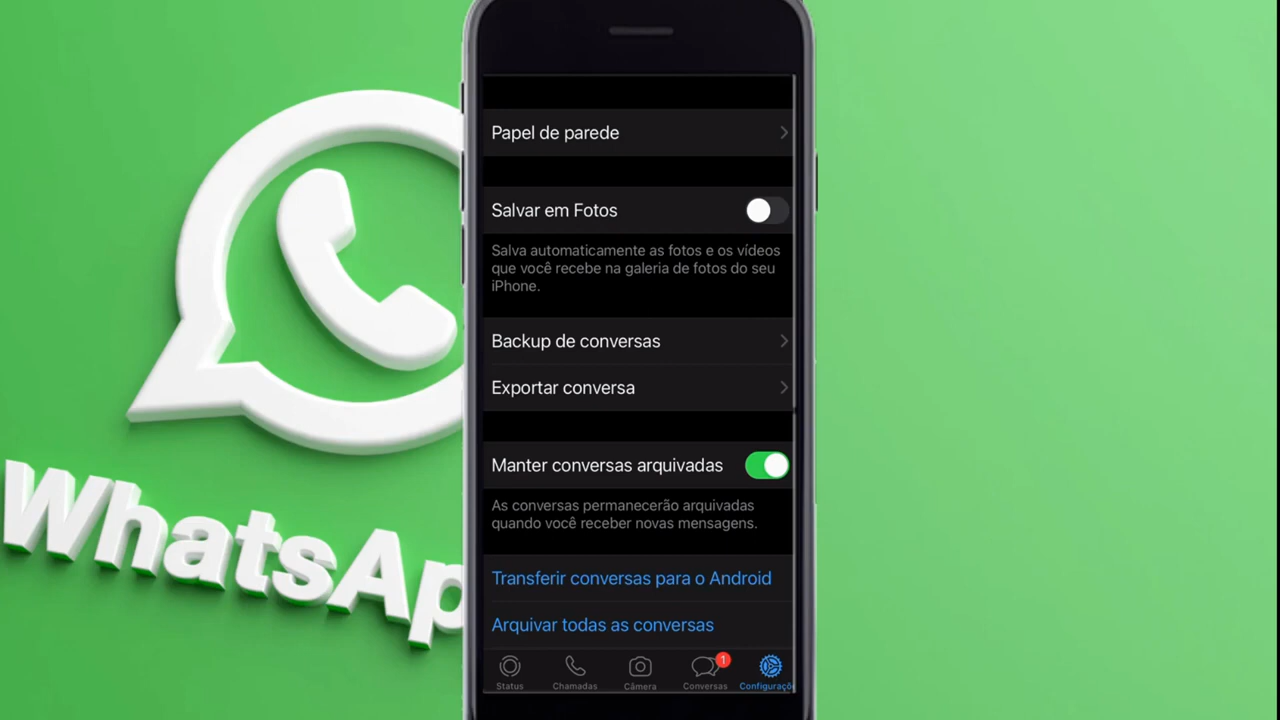 WhatsAp
Papel de parede
Salvar em Fotos
Salva automaticamente as fotos e os vídeos
que você recebe na galeria de fotos do seu
iPhone.
Backup de conversas
Exportar conversa
Manter conversas arquivadas
As conversas permanecerão arquivadas
quando você receber novas mensagens.
Transferir conversas para o Android
Arquivar todas as conversas
1
Status Chamadas Câmera Conversas Configuraçõ